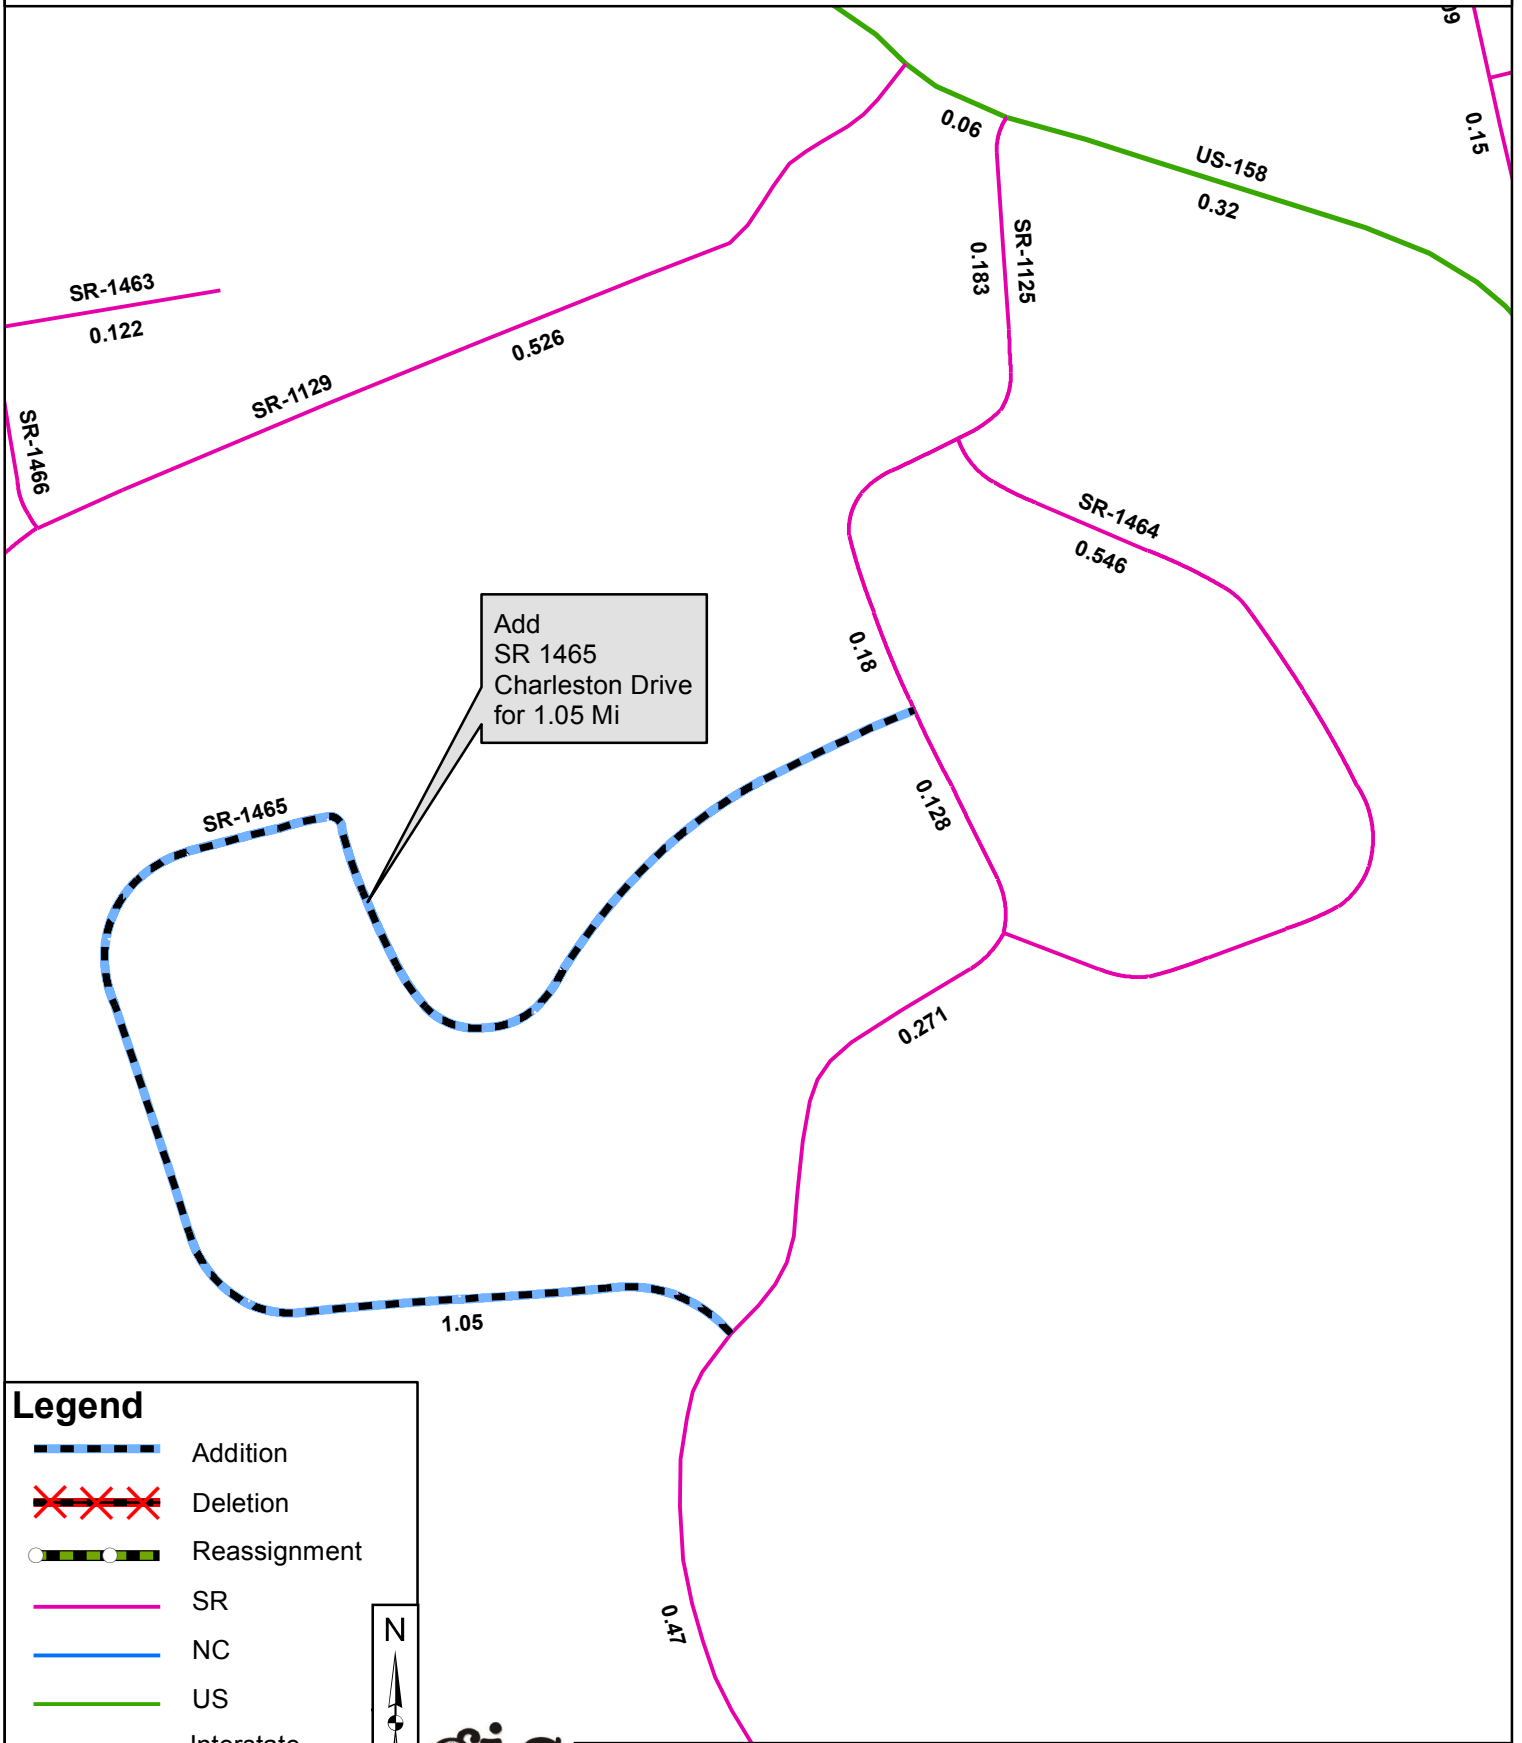 0.06
US-158
0.32
0.15
SR-1125
0.183
SR-1463
0.122
0.526
SR-1129
SR-1466
SR-1464
0.546
Add
SR 1465
Charleston Drive
for 1.05 Mi
0.18
0.128
SR-1465
0.271
1.05
0.47
Legend
Addition
Deletion
Reassignment
SR
NC
US
Interstate
N